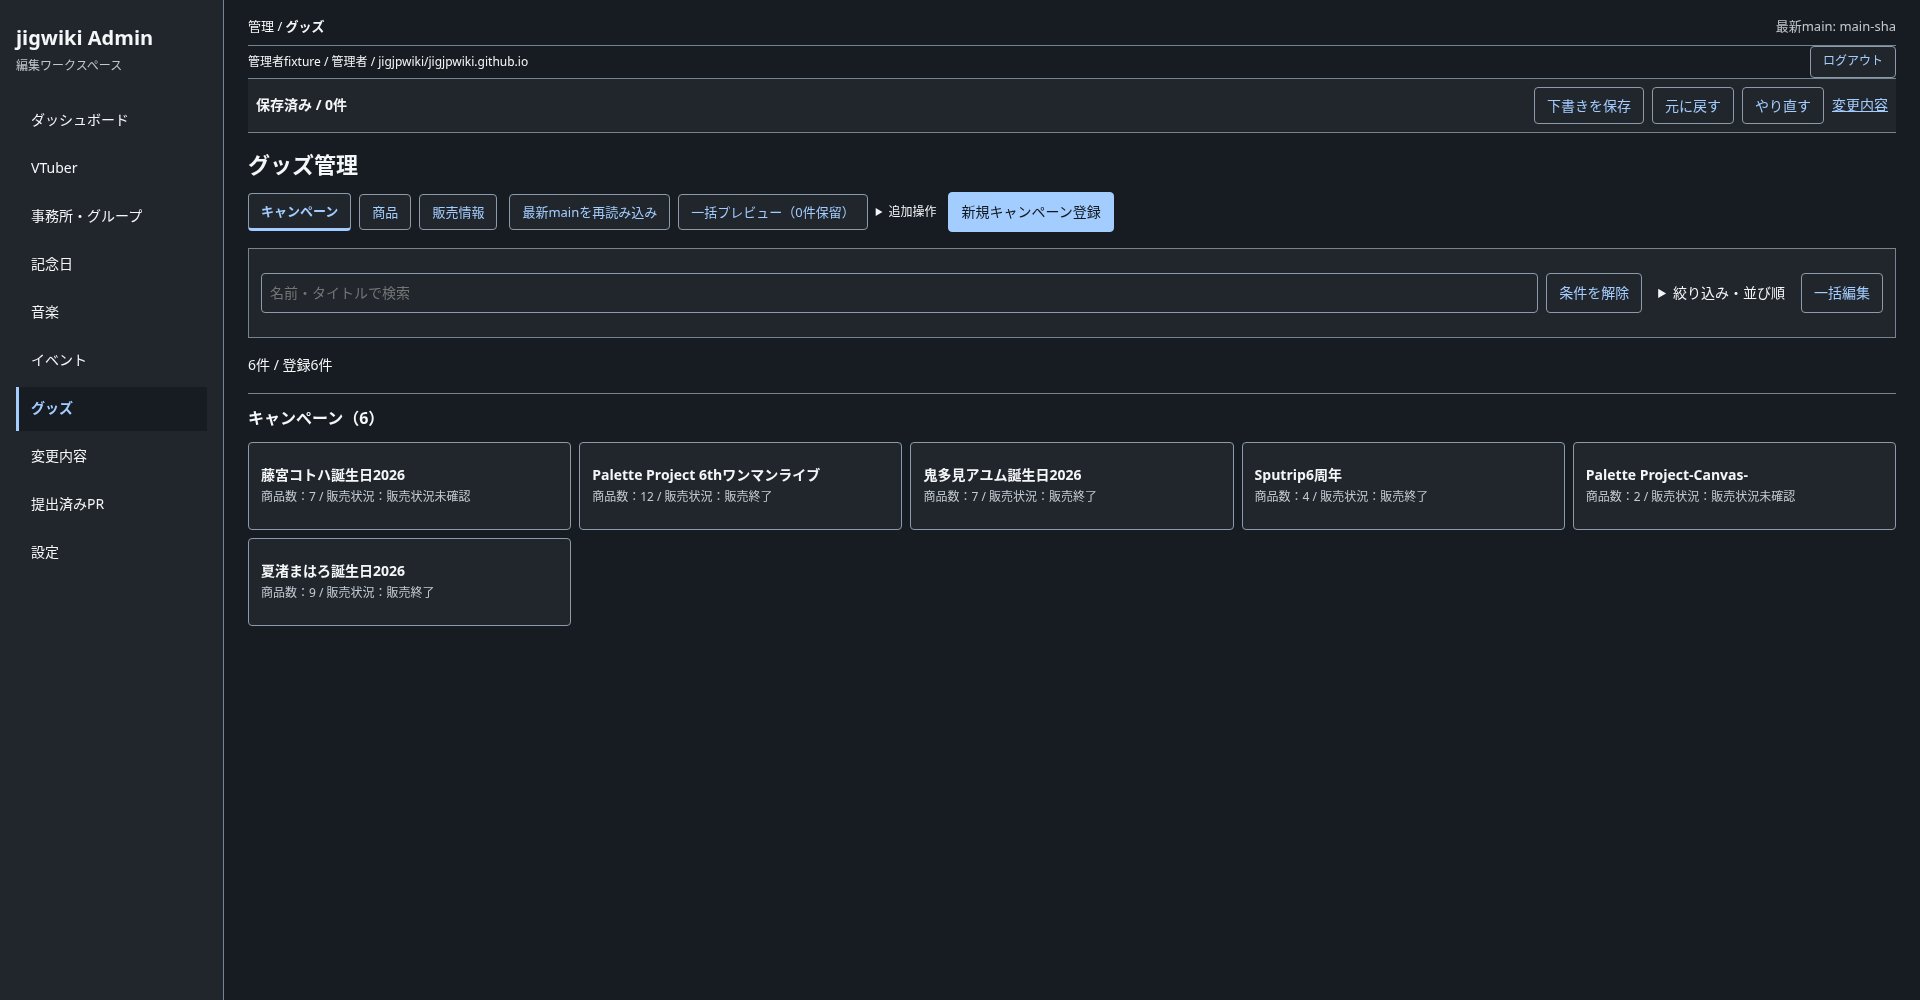 jigwiki Admin
編集ワークスペース
ダッシュボード
VTuber
事務所・グループ
記念日
音楽
イベント
グッズ
変更内容
提出済みPR
設定
管理 / グッズ
最新main: main-sha
管理者fixture / 管理者 / jigjpwiki/jigjpwiki.github.io
ログアウト
保存済み / 0件
下書きを保存
元に戻す
やり直す
変更内容
グッズ管理
キャンペーン
商品
販売情報
最新mainを再読み込み
一括プレビュー（0件保留）
▶ 追加操作
新規キャンペーン登録
名前・タイトルで検索
条件を解除
▶ 絞り込み・並び順
一括編集
6件 / 登録6件
キャンペーン（6）
藤宮コトハ誕生日2026
商品数：7 / 販売状況：販売状況未確認
Palette Project 6thワンマンライブ
商品数：12 / 販売状況：販売終了
鬼多見アユム誕生日2026
商品数：7 / 販売状況：販売終了
Sputrip6周年
商品数：4 / 販売状況：販売終了
Palette Project-Canvas-
商品数：2 / 販売状況：販売状況未確認
夏渚まはろ誕生日2026
商品数：9 / 販売状況：販売終了